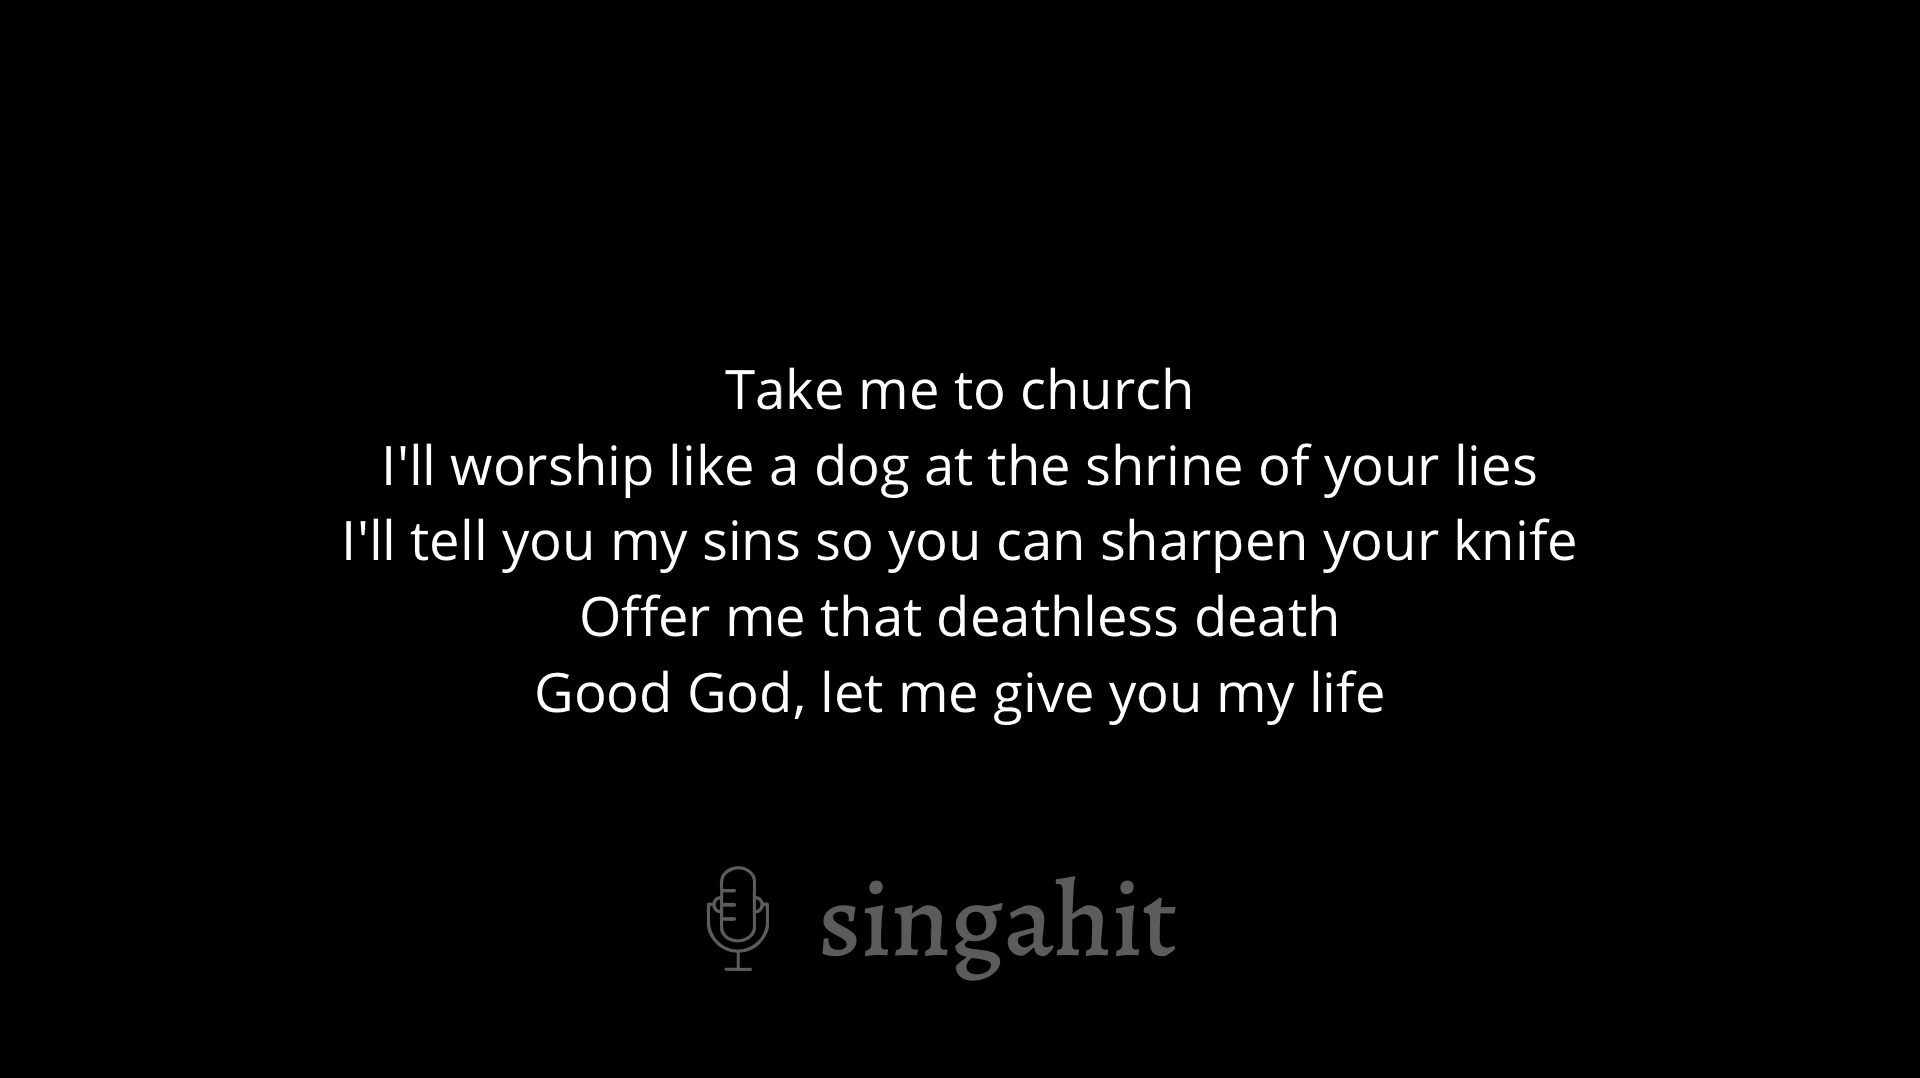 Take me to church
I'll worship like a dog at the shrine of your lies
I'll tell you my sins so you can sharpen your knife
Offer me that deathless death
Good God, let me give you my life
singahit